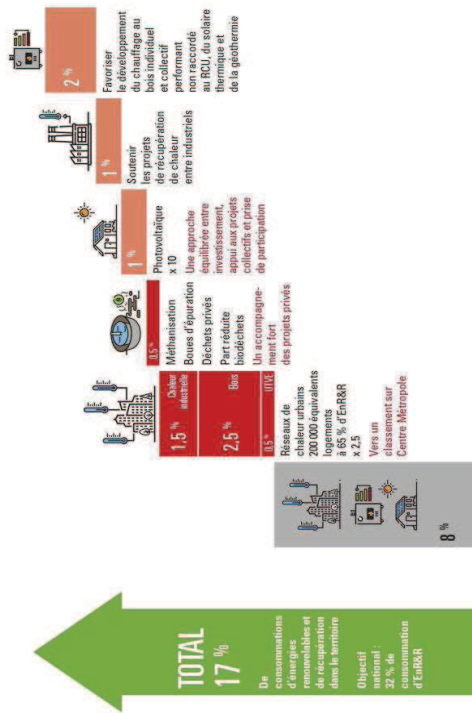 TOTAL
17 %
De
consommations
d'énergies
renouvelables et
de récupération
dans le territoire
Objectif
national :
32 % de
consommation
d'EnR&R
8 %
1,5 %
Chaleur
industrielle
2,5 %
Bois
0,5 %
UTVE
Réseaux de
chaleur urbains
200 000 équivalents
logements
à 65 % d'EnR&R
x 2,5
Vers un
classement sur
Centre Métropole
0,5 %
Méthanisation
Boues d'épuration
Déchets privés
Part réduite
biodéchets
Un accompagne-
ment fort
des projets privés
1 %
Photovoltaïque
x 10
Une approche
équilibrée entre
investissement,
appui aux projets
collectifs et prise
de participation
1 %
Soutenir
les projets
de récupération
de chaleur
entre industriels
2 %
Favoriser
le développement
du chauffage au
bois individuel
et collectif
performant
non raccordé
au RCU, du solaire
thermique et
de la géothermie